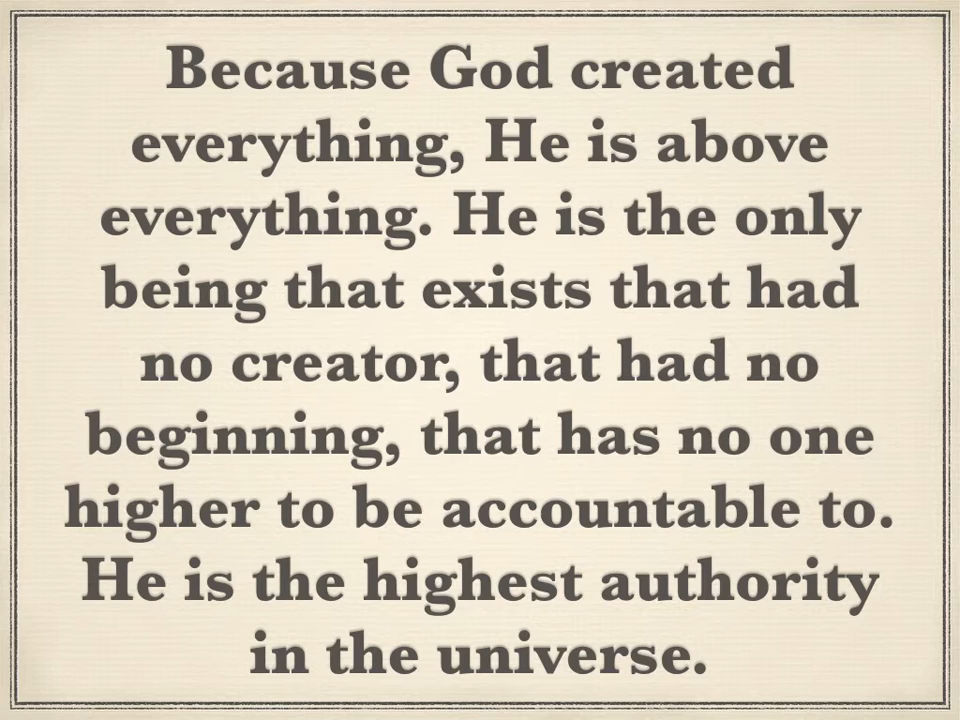 Because God created
everything, He is above
everything. He is the only
being that exists that had
no creator, that had no
beginning, that has no one
higher to be accountable to.
He is the highest authority
in the universe.